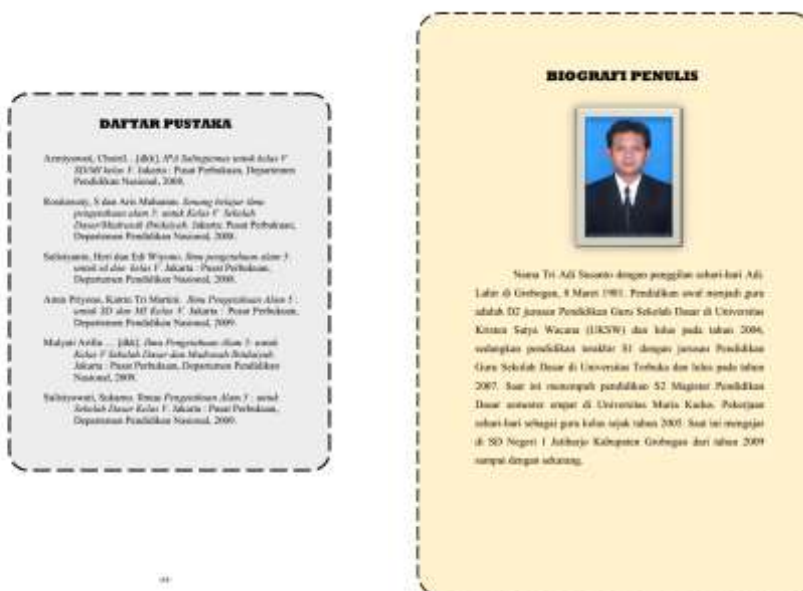 DAFTAR PUSTAKA
Azmiyawati, Choiril.. [dkk]. IPA Salingtemas untuk kelas V
SD/MI kelas V. Jakarta : Pusat Perbukuan, Departemen
Pendidikan Nasional, 2008.
Rositawaty, S dan Aris Muharam. Senang belajar ilmu
pengetahuan alam 5: untuk Kelas V Sekolah
Dasar/Madrasah Ibtidaiyah. Jakarta: Pusat Perbukuan,
Departemen Pendidikan Nasional, 2008.
Sulistyanto, Heri dan Edi Wiyono. Ilmu pengetahuan alam 5:
untuk sd dan kelas V. Jakarta : Pusat Perbukuan,
Departemen Pendidikan Nasional, 2008.
Amin Priyono, Tri Martini. Ilmu Pengetahuan Alam 5 :
untuk SD dan MI Kelas V. Jakarta : Pusat Perbukuan,
Departemen Pendidikan Nasional, 2009.
Mulyati Arifin ... [dkk]. Ilmu Pengetahuan Alam 5: untuk
Kelas V Sekolah Dasar dan Madrasah Ibtidaiyah.
Jakarta : Pusat Perbukuan, Departemen Pendidikan
Nasional, 2009.
Sulistyowati, Sukarno. Ilmu Pengetahuan Alam 5 : untuk
Sekolah Dasar Kelas V. Jakarta : Pusat Perbukuan,
Departemen Pendidikan Nasional, 2009.
BIOGRAFI PENULIS
Nama Tri Adi Susanto dengan panggilan sehari-hari Adi.
Lahir di Grobogan, 8 Maret 1981. Pendidikan awal menjadi guru
adalah D2 jurusan Pendidikan Guru Sekolah Dasar di Universitas
Kristen Satya Wacana (UKSW) dan lulus pada tahun 2004,
sedangkan pendidikan terakhir S1 dengan jurusan Pendidikan
Guru Sekolah Dasar di Universitas Terbuka dan lulus pada tahun
2007. Saat ini menempuh pendidikan S2 Magister Pendidikan
Dasar semester empat di Universitas Muria Kudus. Pekerjaan
sehari-hari sebagai guru kelas sejak tahun 2005. Saat ini mengajar
di SD Negeri 1 Jatiharjo Kabupaten Grobogan dari tahun 2009
sampai dengan sekarang.